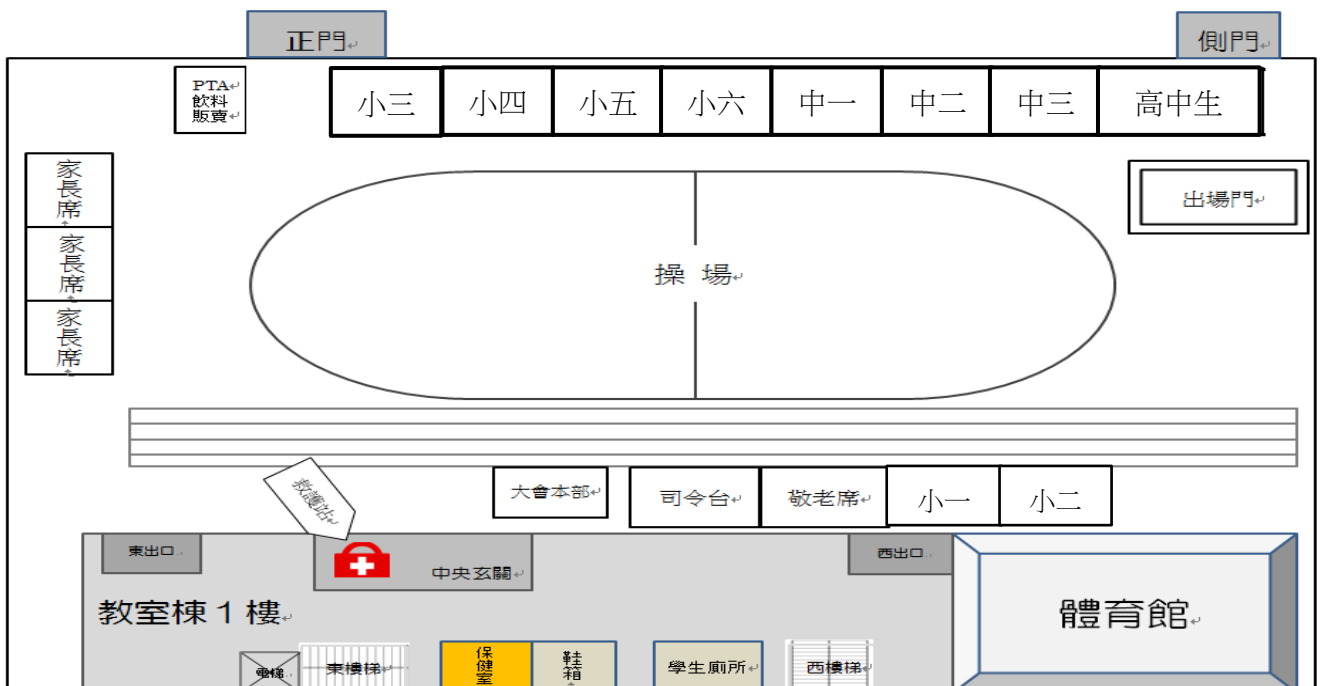 正門
側門
PTA
飲料
販賣
小三
小四
小五
小六
中一
中二
中三
高中生
家長席
家長席
家長席
出場門
操 場
救護站
大會本部
司令台
敬老席
小一
小二
東出口
中央玄關
西出口
教室棟1樓
體育館
電梯
東樓梯
保健室
鞋箱
學生廁所
西樓梯